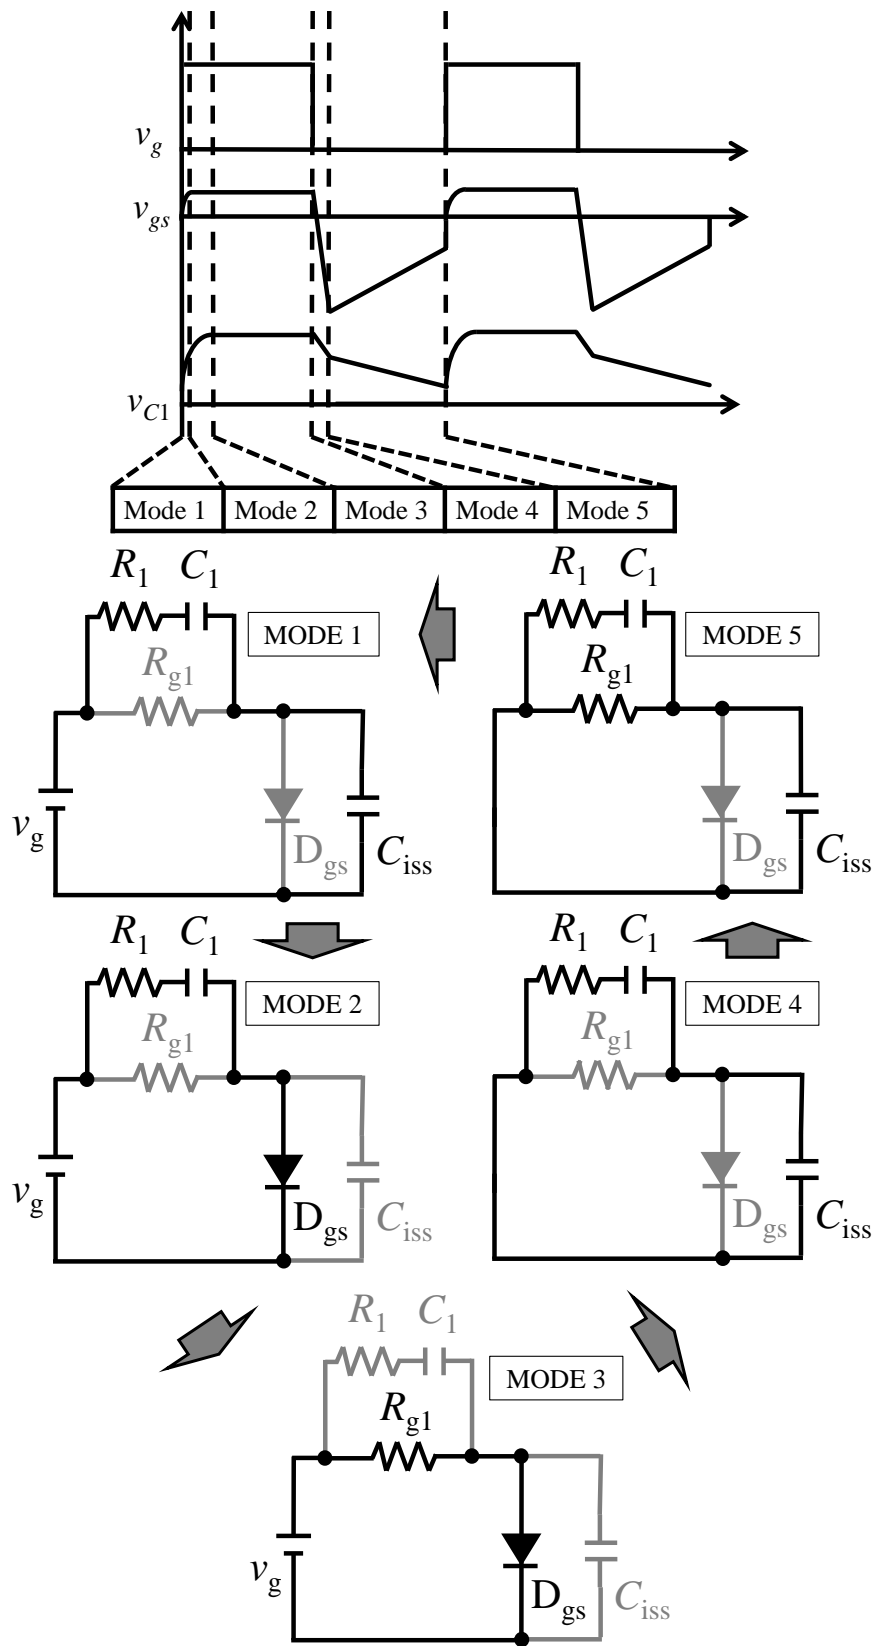 v_g
v_gs
v_C1
Mode 1 Mode 2 Mode 3 Mode 4 Mode 5
R_1 C_1
MODE 1
R_g1
v_g
D_gs
C_iss
R_1 C_1
MODE 5
R_g1
D_gs
C_iss
R_1 C_1
MODE 2
R_g1
v_g
D_gs
C_iss
R_1 C_1
MODE 4
R_g1
D_gs
C_iss
R_1 C_1
MODE 3
R_g1
v_g
D_gs
C_iss